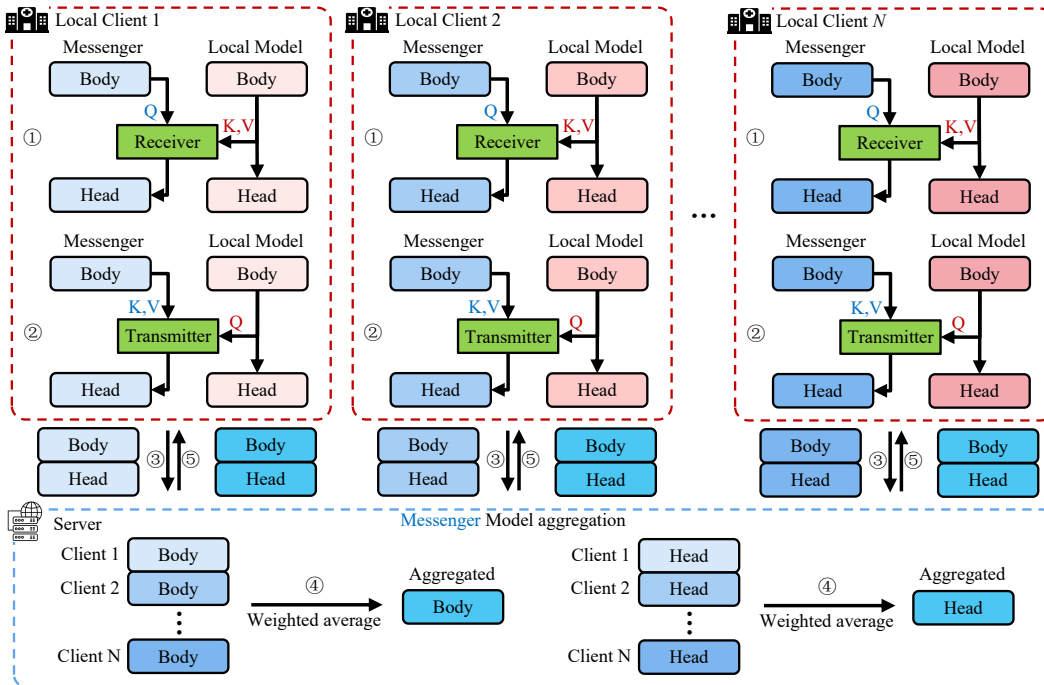 Local Client 1
Messenger
Local Model
Body
Body
Q
K,V
①
Receiver
Head
Head
Messenger
Local Model
Body
Body
K,V
Q
②
Transmitter
Head
Head
Local Client 2
Messenger
Local Model
Body
Body
Q
K,V
①
Receiver
Head
Head
Messenger
Local Model
Body
Body
K,V
Q
②
Transmitter
Head
Head
...
Local Client N
Messenger
Local Model
Body
Body
Q
K,V
①
Receiver
Head
Head
Messenger
Local Model
Body
Body
K,V
Q
②
Transmitter
Head
Head
Body
Head
③
⑤
Body
Head
Body
Head
③
⑤
Body
Head
Body
Head
③
⑤
Body
Head
Server
Messenger Model aggregation
Client 1
Body
Client 2
Body
Client N
Body
④
Weighted average
Aggregated
Body
Client 1
Head
Client 2
Head
Client N
Head
④
Weighted average
Aggregated
Head